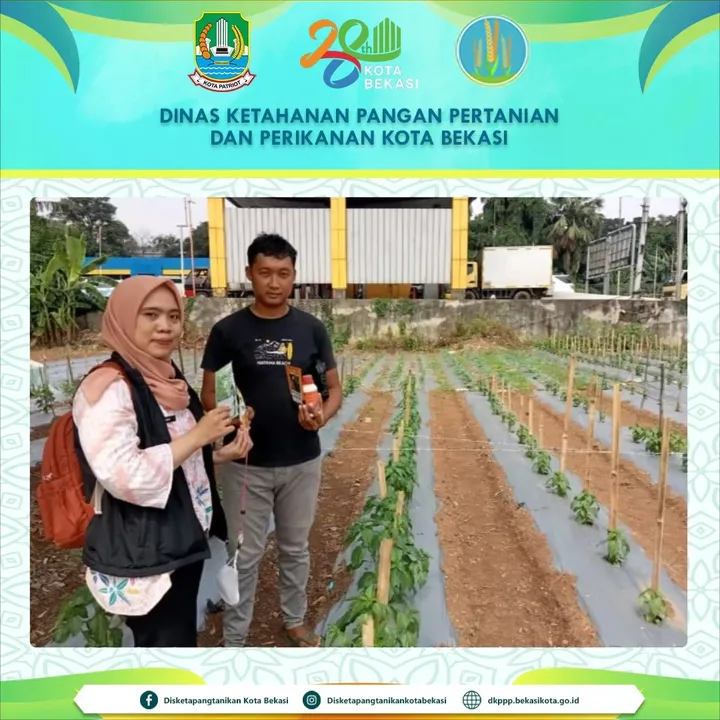 KOTA PATRIOT
28th
KOTA
BEKASI
DINAS KETAHANAN PANGAN PERTANIAN
DAN PERIKANAN KOTA BEKASI
Disketapangtanikan Kota Bekasi
Disketapangtanikankotabekasi
dkppp.bekasikota.go.id